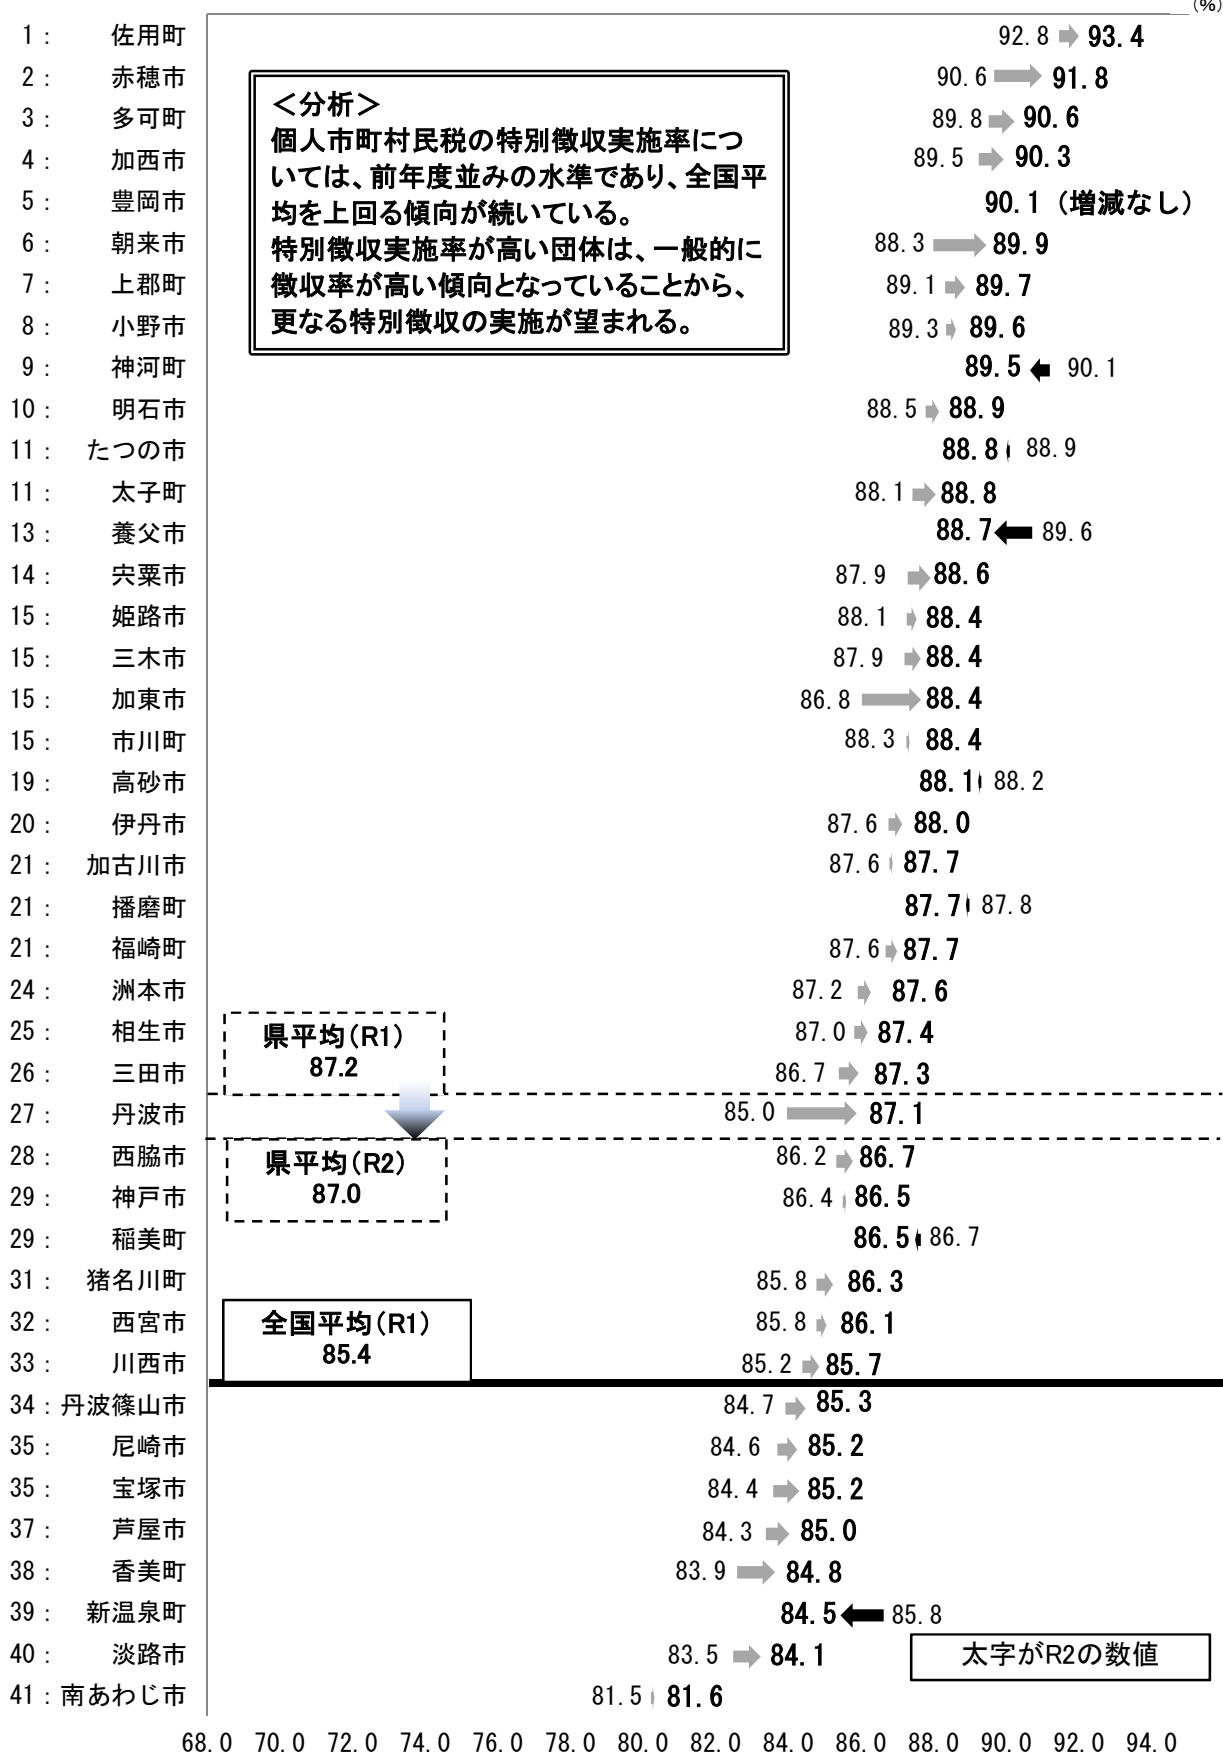 (%)
1： 佐用町 92.8 93.4
2： 赤穂市 90.6 91.8
＜分析＞
個人市町村民税の特別徴収実施率につ
いては、前年度並みの水準であり、全国平
均を上回る傾向が続いている。
特別徴収実施率が高い団体は、一般的に
徴収率が高い傾向となっていることから、
更なる特別徴収の実施が望まれる。
3： 多可町 89.8 90.6
4： 加西市 89.5 90.3
5： 豊岡市 90.1（増減なし）
6： 朝来市 88.3 89.9
7： 上郡町 89.1 89.7
8： 小野市 89.3 89.6
9： 神河町 89.5 90.1
10： 明石市 88.5 88.9
11： たつの市 88.8 88.9
11： 太子町 88.1 88.8
13： 養父市 88.7 89.6
14： 宍粟市 87.9 88.6
15： 姫路市 88.1 88.4
15： 三木市 87.9 88.4
15： 加東市 86.8 88.4
15： 市川町 88.3 88.4
19： 高砂市 88.1 88.2
20： 伊丹市 87.6 88.0
21： 加古川市 87.6 87.7
21： 播磨町 87.7 87.8
21： 福崎町 87.6 87.7
24： 洲本市 87.2 87.6
25： 相生市 87.0 87.4
県平均（R1）
87.2
26： 三田市 86.7 87.3
27： 丹波市 85.0 87.1
28： 西脇市 86.2 86.7
県平均（R2）
87.0
29： 神戸市 86.4 86.5
29： 稲美町 86.5 86.7
31： 猪名川町 85.8 86.3
32： 西宮市 85.8 86.1
全国平均（R1）
85.4
33： 川西市 85.2 85.7
34： 丹波篠山市 84.7 85.3
35： 尼崎市 84.6 85.2
35： 宝塚市 84.4 85.2
37： 芦屋市 84.3 85.0
38： 香美町 83.9 84.8
39： 新温泉町 84.5 85.8
40： 淡路市 83.5 84.1
太字がR2の数値
41： 南あわじ市 81.5 81.6
68.0 70.0 72.0 74.0 76.0 78.0 80.0 82.0 84.0 86.0 88.0 90.0 92.0 94.0